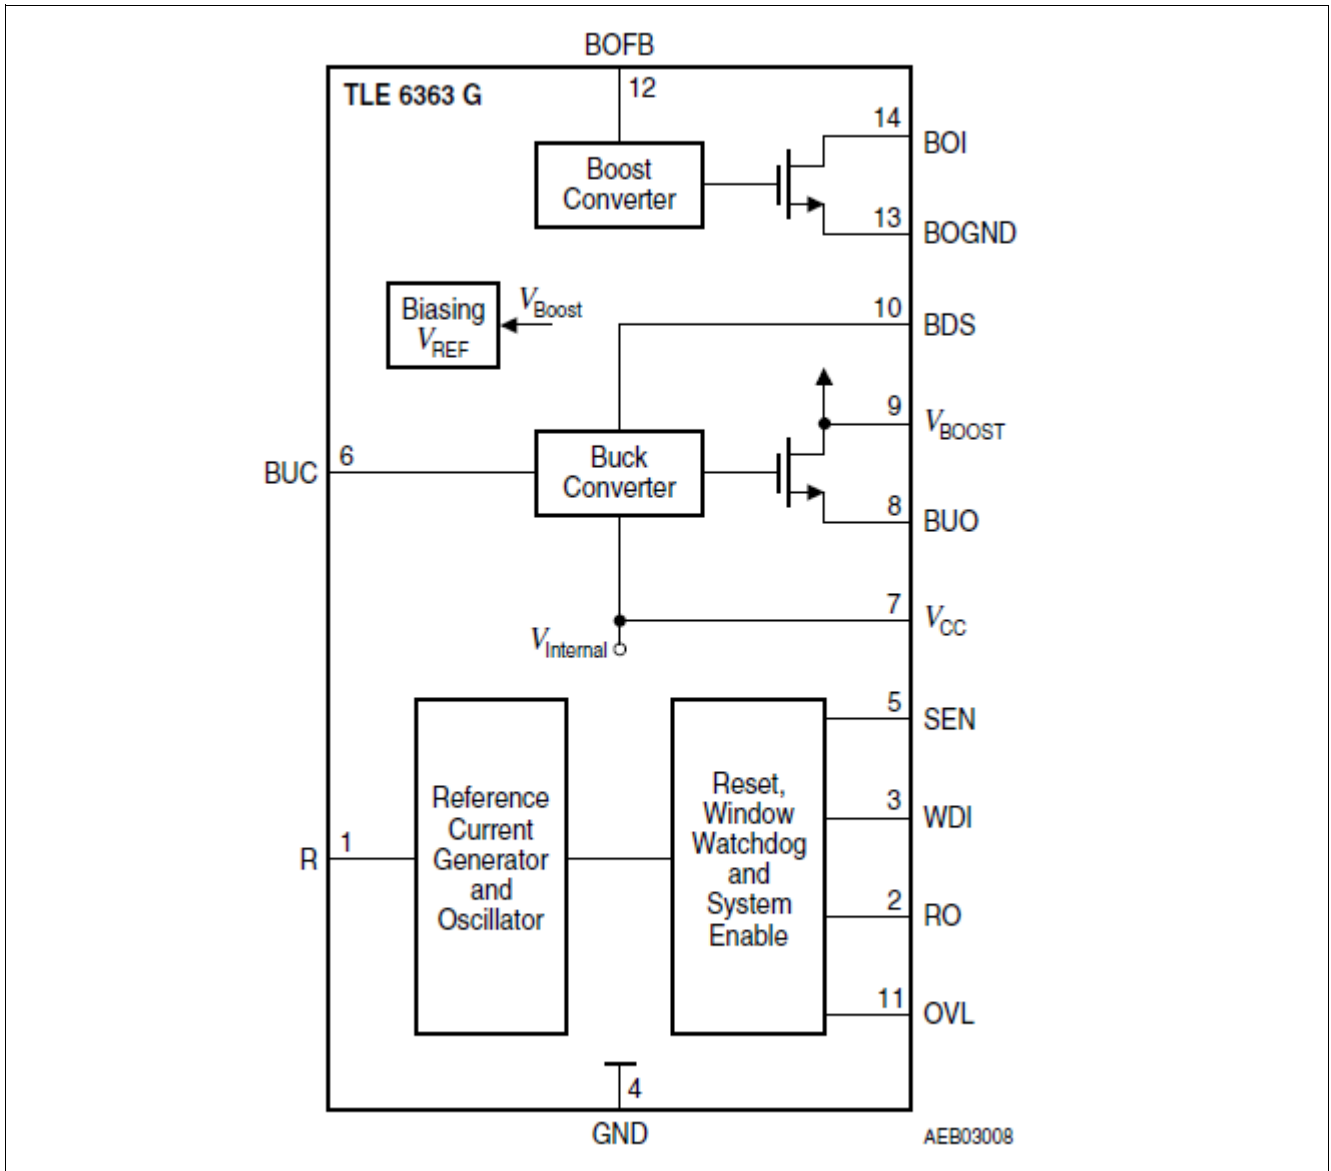 BOFB
TLE 6363 G
12
14
BOI
Boost
Converter
13
BOGND
Biasing
VREF
VBoost
10
BDS
9
VBOOST
BUC
6
Buck
Converter
8
BUO
7
VCC
VInternal
5
SEN
Reference
Current
Generator
and
Oscillator
Reset,
Window
Watchdog
and
System
Enable
3
WDI
R
1
2
RO
11
OVL
4
GND
AEB03008